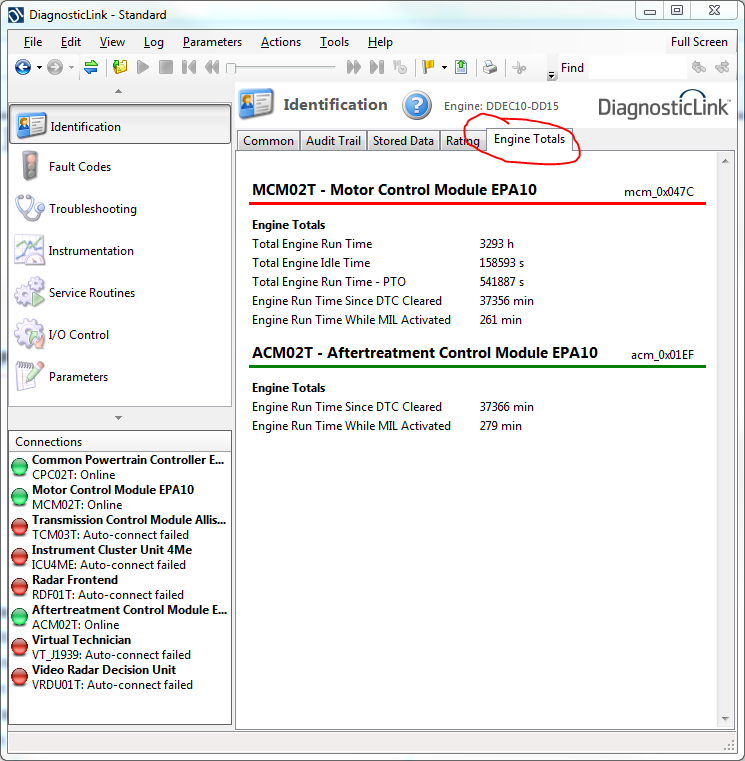 DiagnosticLink - Standard
File Edit View Log Parameters Actions Tools Help Full Screen
Find
Identification
Fault Codes
Troubleshooting
Instrumentation
Service Routines
I/O Control
Parameters
Connections
Common Powertrain Controller E...
CPC02T: Online
Motor Control Module EPA10
MCM02T: Online
Transmission Control Module Allis...
TCM03T: Auto-connect failed
Instrument Cluster Unit 4Me
ICU4ME: Auto-connect failed
Radar Frontend
RDF01T: Auto-connect failed
Aftertreatment Control Module E...
ACM02T: Online
Virtual Technician
VT_J1939: Auto-connect failed
Video Radar Decision Unit
VRDU01T: Auto-connect failed
Identification ? Engine: DDEC10-DD15 DiagnosticLink™
Common Audit Trail Stored Data Rating Engine Totals
MCM02T - Motor Control Module EPA10 mcm_0x047C
Engine Totals
Total Engine Run Time 3293 h
Total Engine Idle Time 158593 s
Total Engine Run Time - PTO 541887 s
Engine Run Time Since DTC Cleared 37356 min
Engine Run Time While MIL Activated 261 min
ACM02T - Aftertreatment Control Module EPA10 acm_0x01EF
Engine Totals
Engine Run Time Since DTC Cleared 37366 min
Engine Run Time While MIL Activated 279 min